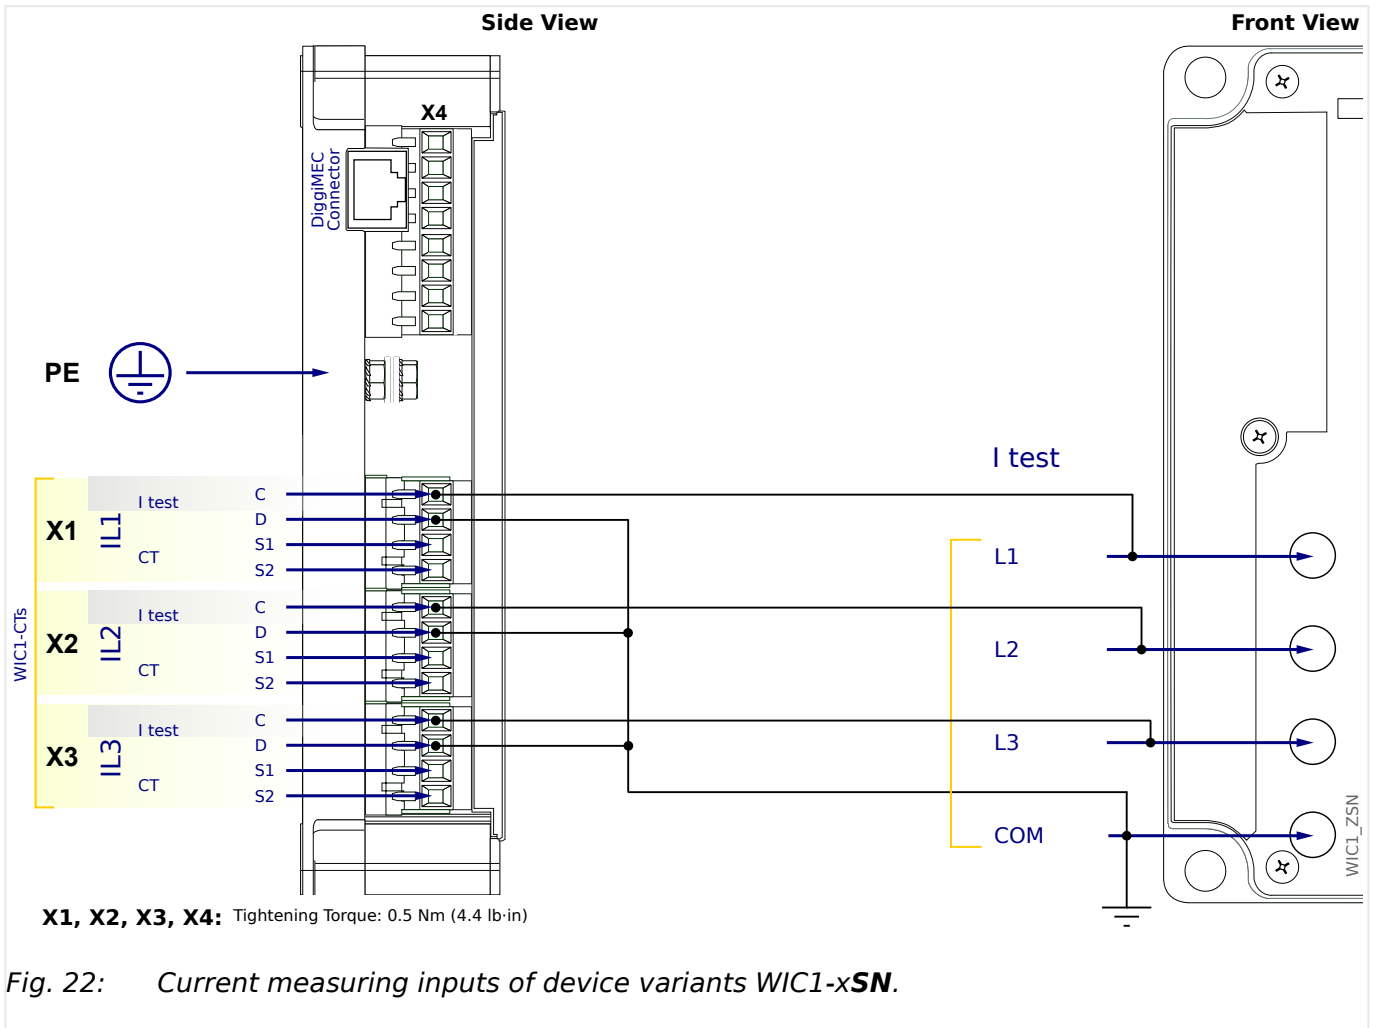 Side View
Front View
X4
DiggiMEC
Connector
PE
I test
WIC1-CTs
X1
IL1
I test
CT
C
D
S1
S2
X2
IL2
I test
CT
C
D
S1
S2
X3
IL3
I test
CT
C
D
S1
S2
L1
L2
L3
COM
WIC1_ZSN
X1, X2, X3, X4: Tightening Torque: 0.5 Nm (4.4 lb·in)
Fig. 22: Current measuring inputs of device variants WIC1-xSN.